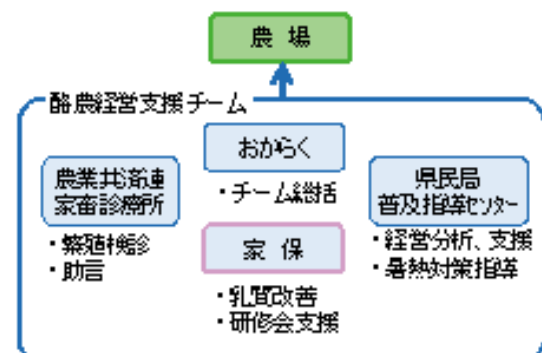 農 場
酪農経営支援チーム
おからく
・チーム総括
農業共済連
家畜診療所
・繁殖検診
・助言
家 保
・乳質改善
・研修会支援
県民局
普及指導センター
・経営分析、支援
・暑熱対策指導